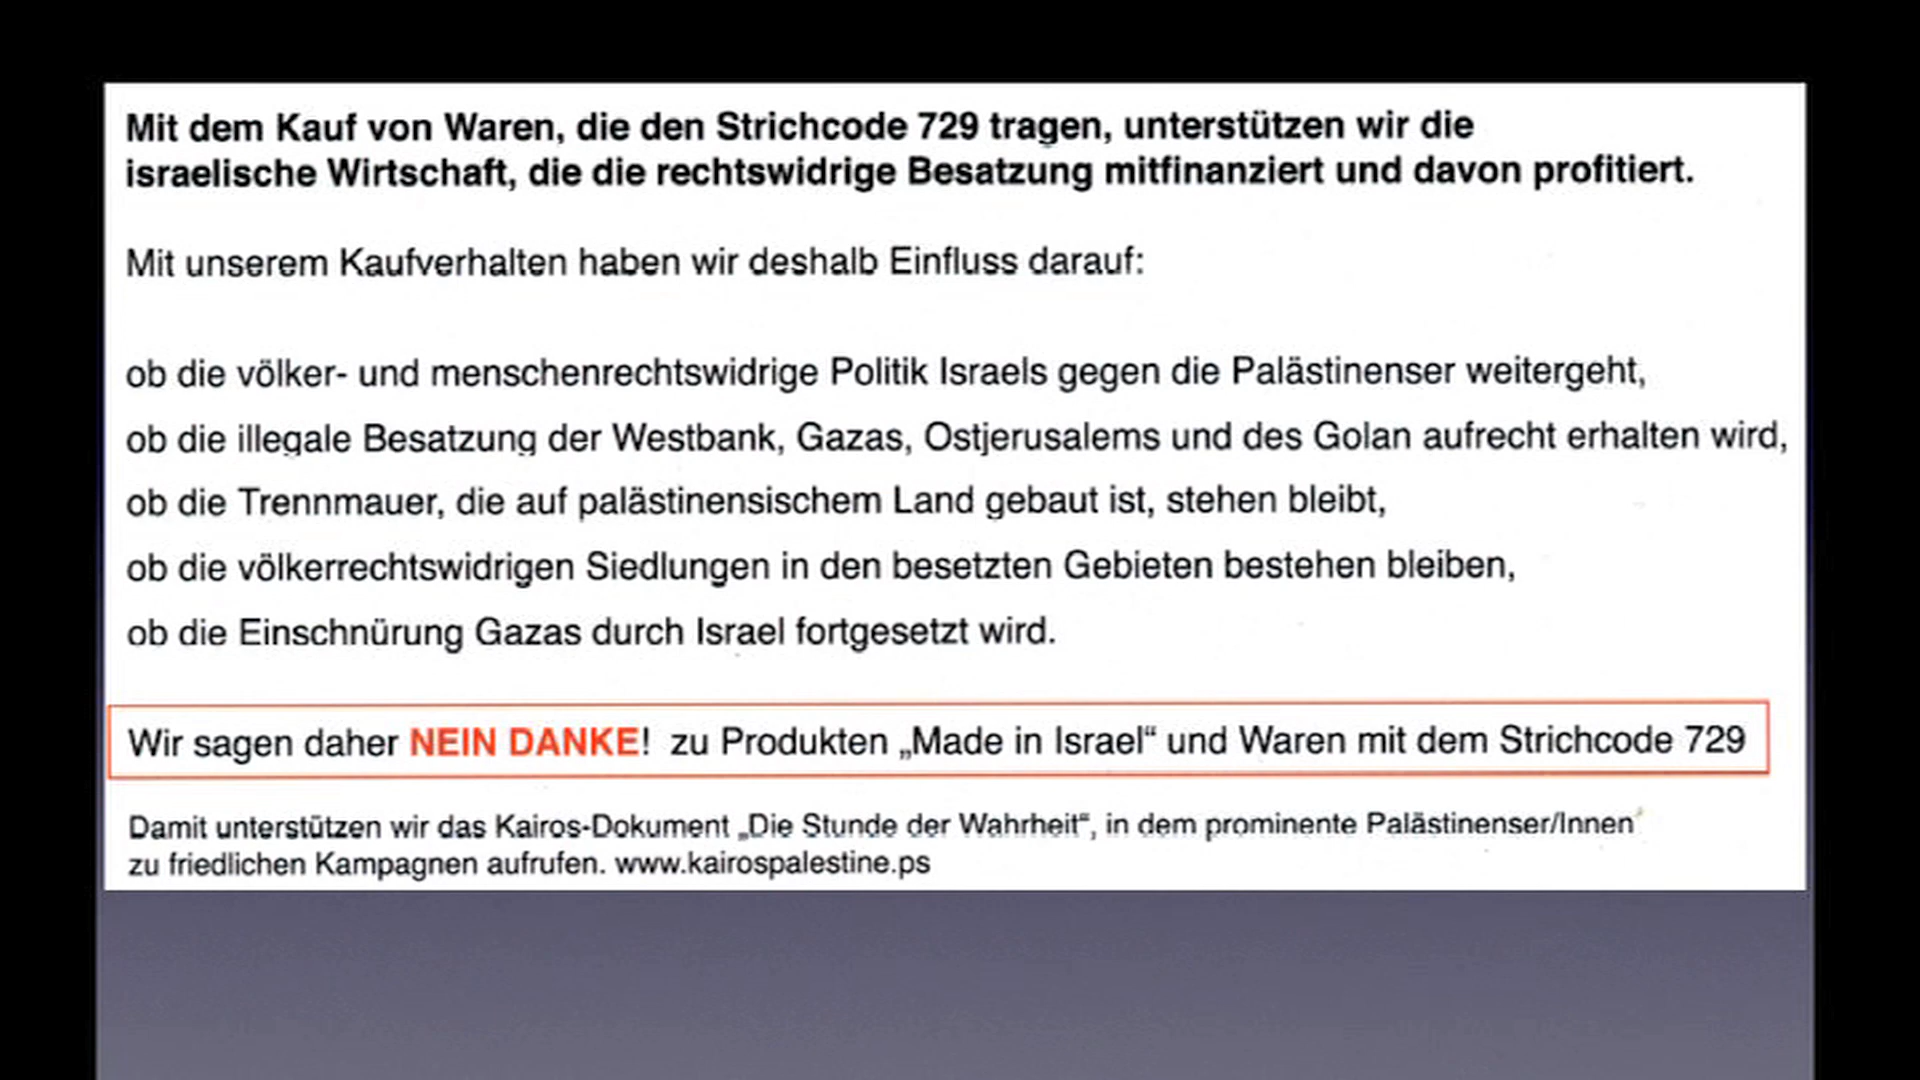 Mit dem Kauf von Waren, die den Strichcode 729 tragen, unterstützen wir die
israelische Wirtschaft, die die rechtswidrige Besatzung mitfinanziert und davon profitiert.
Mit unserem Kaufverhalten haben wir deshalb Einfluss darauf:
ob die völker- und menschenrechtswidrige Politik Israels gegen die Palästinenser weitergeht,
ob die illegale Besatzung der Westbank, Gazas, Ostjerusalems und des Golan aufrecht erhalten wird,
ob die Trennmauer, die auf palästinensischem Land gebaut ist, stehen bleibt,
ob die völkerrechtswidrigen Siedlungen in den besetzten Gebieten bestehen bleiben,
ob die Einschnürung Gazas durch Israel fortgesetzt wird.
Wir sagen daher NEIN DANKE! zu Produkten „Made in Israel“ und Waren mit dem Strichcode 729
Damit unterstützen wir das Kairos-Dokument „Die Stunde der Wahrheit“, in dem prominente Palästinenser/Innen
zu friedlichen Kampagnen aufrufen. www.kairospalestine.ps